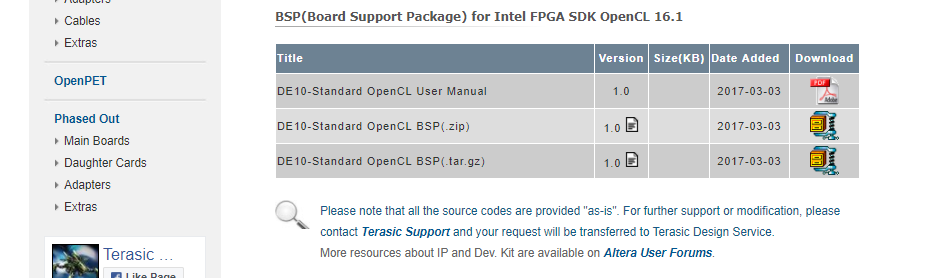 Adapters
Cables
Extras
OpenPET
Phased Out
Main Boards
Daughter Cards
Adapters
Extras
Terasic ...
Like Page
BSP(Board Support Package) for Intel FPGA SDK OpenCL 16.1
Title Version Size(KB) Date Added Download
DE10-Standard OpenCL User Manual 1.0 2017-03-03 PDF Adobe
DE10-Standard OpenCL BSP(.zip) 1.0 2017-03-03
DE10-Standard OpenCL BSP(.tar.gz) 1.0 2017-03-03
Please note that all the source codes are provided "as-is". For further support or modification, please
contact Terasic Support and your request will be transferred to Terasic Design Service.
More resources about IP and Dev. Kit are available on Altera User Forums.